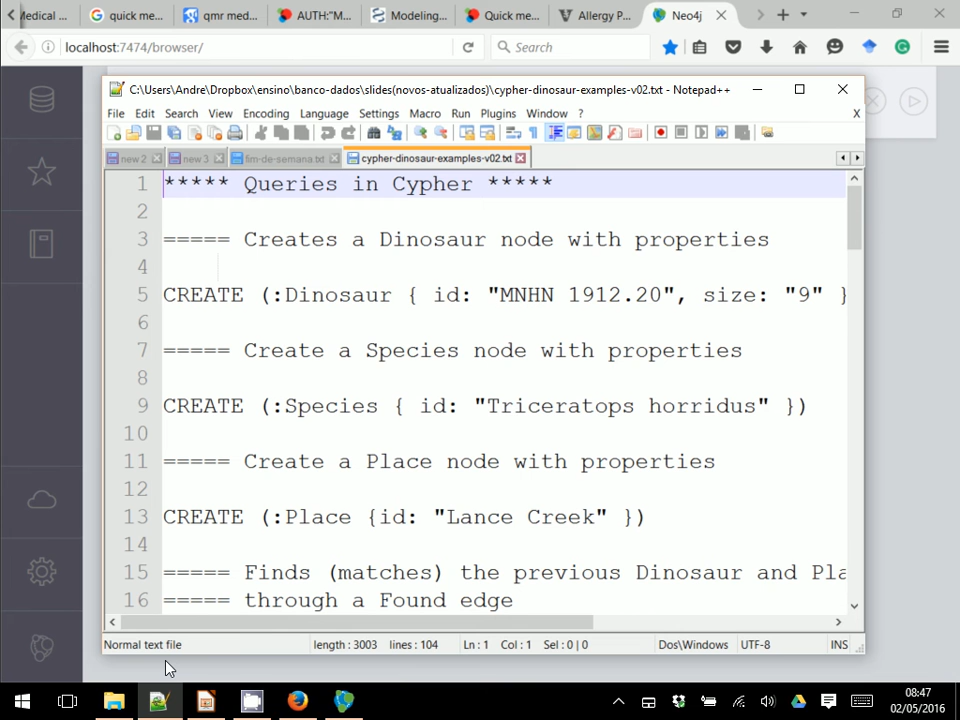 Medical ...
quick me...
qmr med...
AUTH:"M...
Modeling...
Quick me...
Allergy P...
Neo4j
localhost:7474/browser/
Search
C:\Users\Andre\Dropbox\ensino\banco-dados\slides(novos-atualizados)\cypher-dinosaur-examples-v02.txt - Notepad++
File Edit Search View Encoding Language Settings Macro Run Plugins Window ? X
new 2
new 3
fim-de-semana.txt
cypher-dinosaur-examples-v02.txt
1 ***** Queries in Cypher *****
2
3 ===== Creates a Dinosaur node with properties
4
5 CREATE (:Dinosaur { id: "MNHN 1912.20", size: "9" }
6
7 ===== Create a Species node with properties
8
9 CREATE (:Species { id: "Triceratops horridus" })
10
11 ===== Create a Place node with properties
12
13 CREATE (:Place {id: "Lance Creek" })
14
15 ===== Finds (matches) the previous Dinosaur and Pla
16 ===== through a Found edge
Normal text file length : 3003 lines : 104 Ln : 1 Col : 1 Sel : 0 | 0 Dos\Windows UTF-8 INS
08:47
02/05/2016